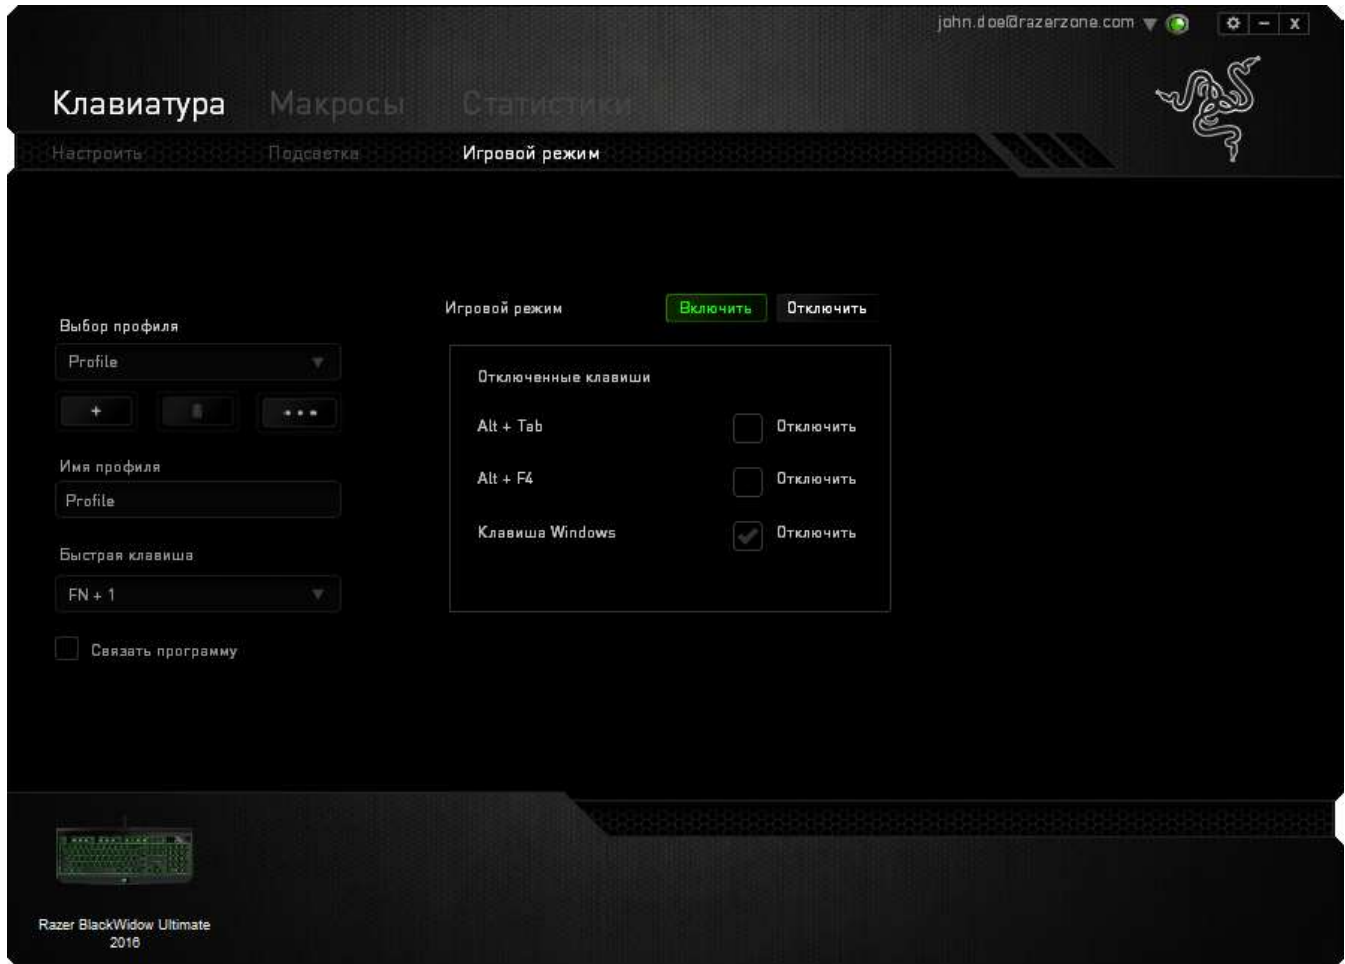 john.doe@razerzone.com
Клавиатура Макросы Статистики
Настроить Подсветка Игровой режим
Выбор профиля
Profile
+
Имя профиля
Profile
Быстрая клавиша
FN + 1
Связать программу
Игровой режим Включить Отключить
Отключенные клавиши
Alt + Tab Отключить
Alt + F4 Отключить
Клавиша Windows Отключить
Razer BlackWidow Ultimate
2016